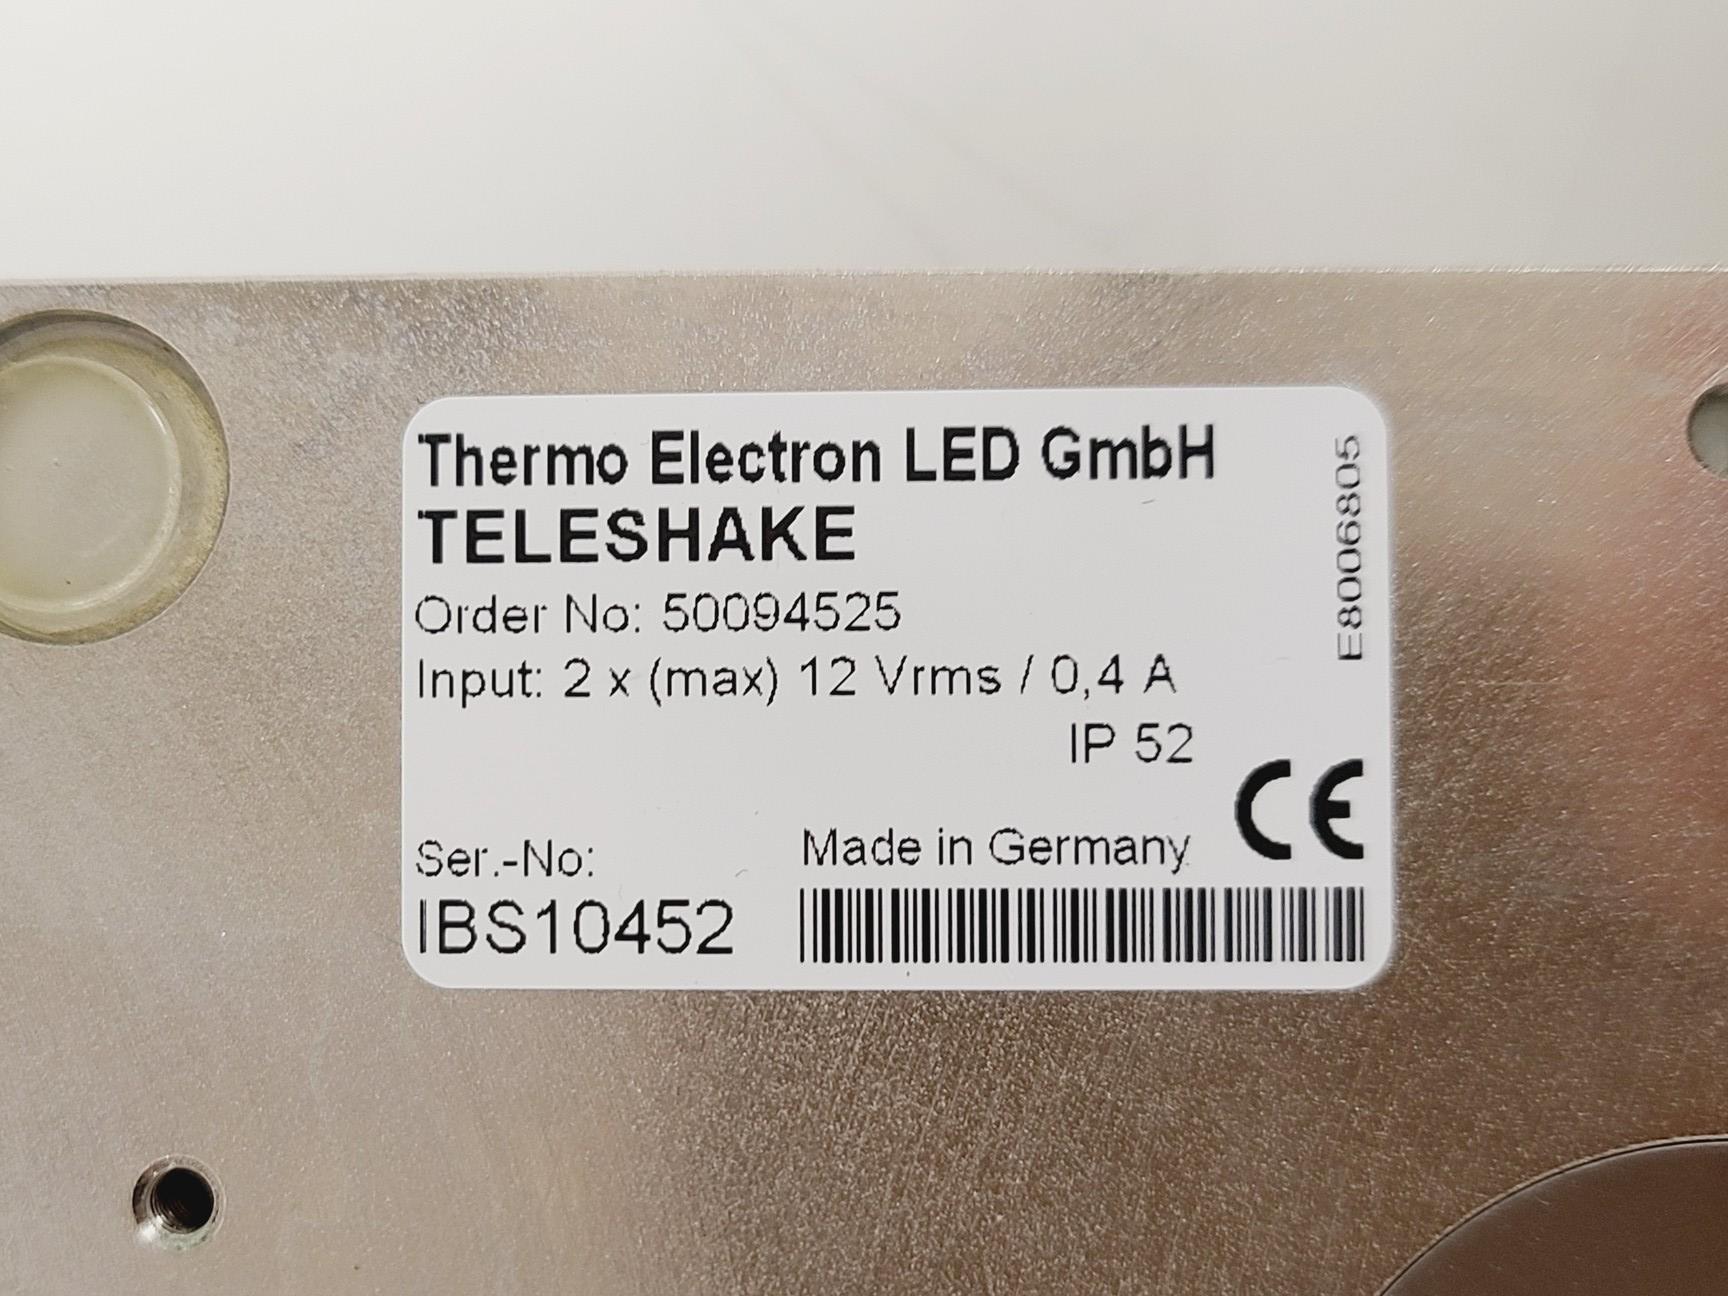 Thermo Electron LED GmbH
TELESHAKE
Order No: 50094525
Input: 2 x (max) 12 Vrms / 0,4 A
IP 52
E8006805
CE
Made in Germany
Ser.-No:
IBS10452